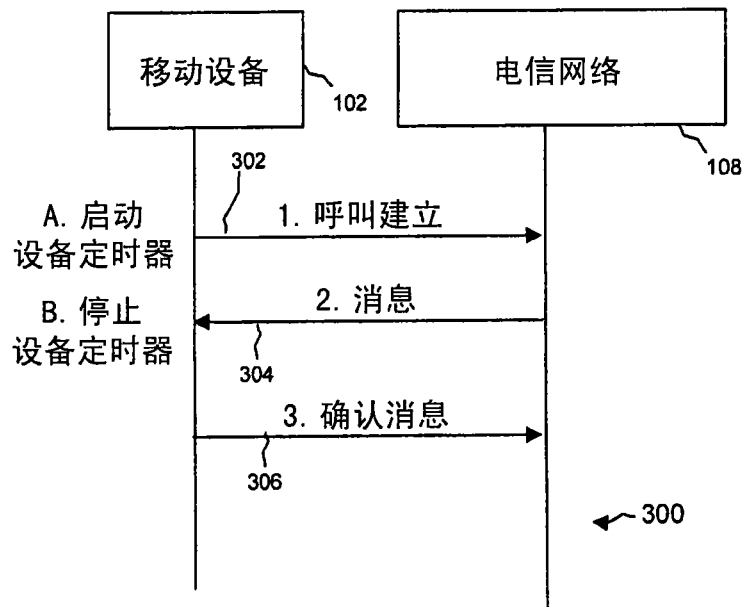 移动设备
102
电信网络
108
302
A. 启动
设备定时器
1. 呼叫建立
B. 停止
设备定时器
2. 消息
304
3. 确认消息
306
300